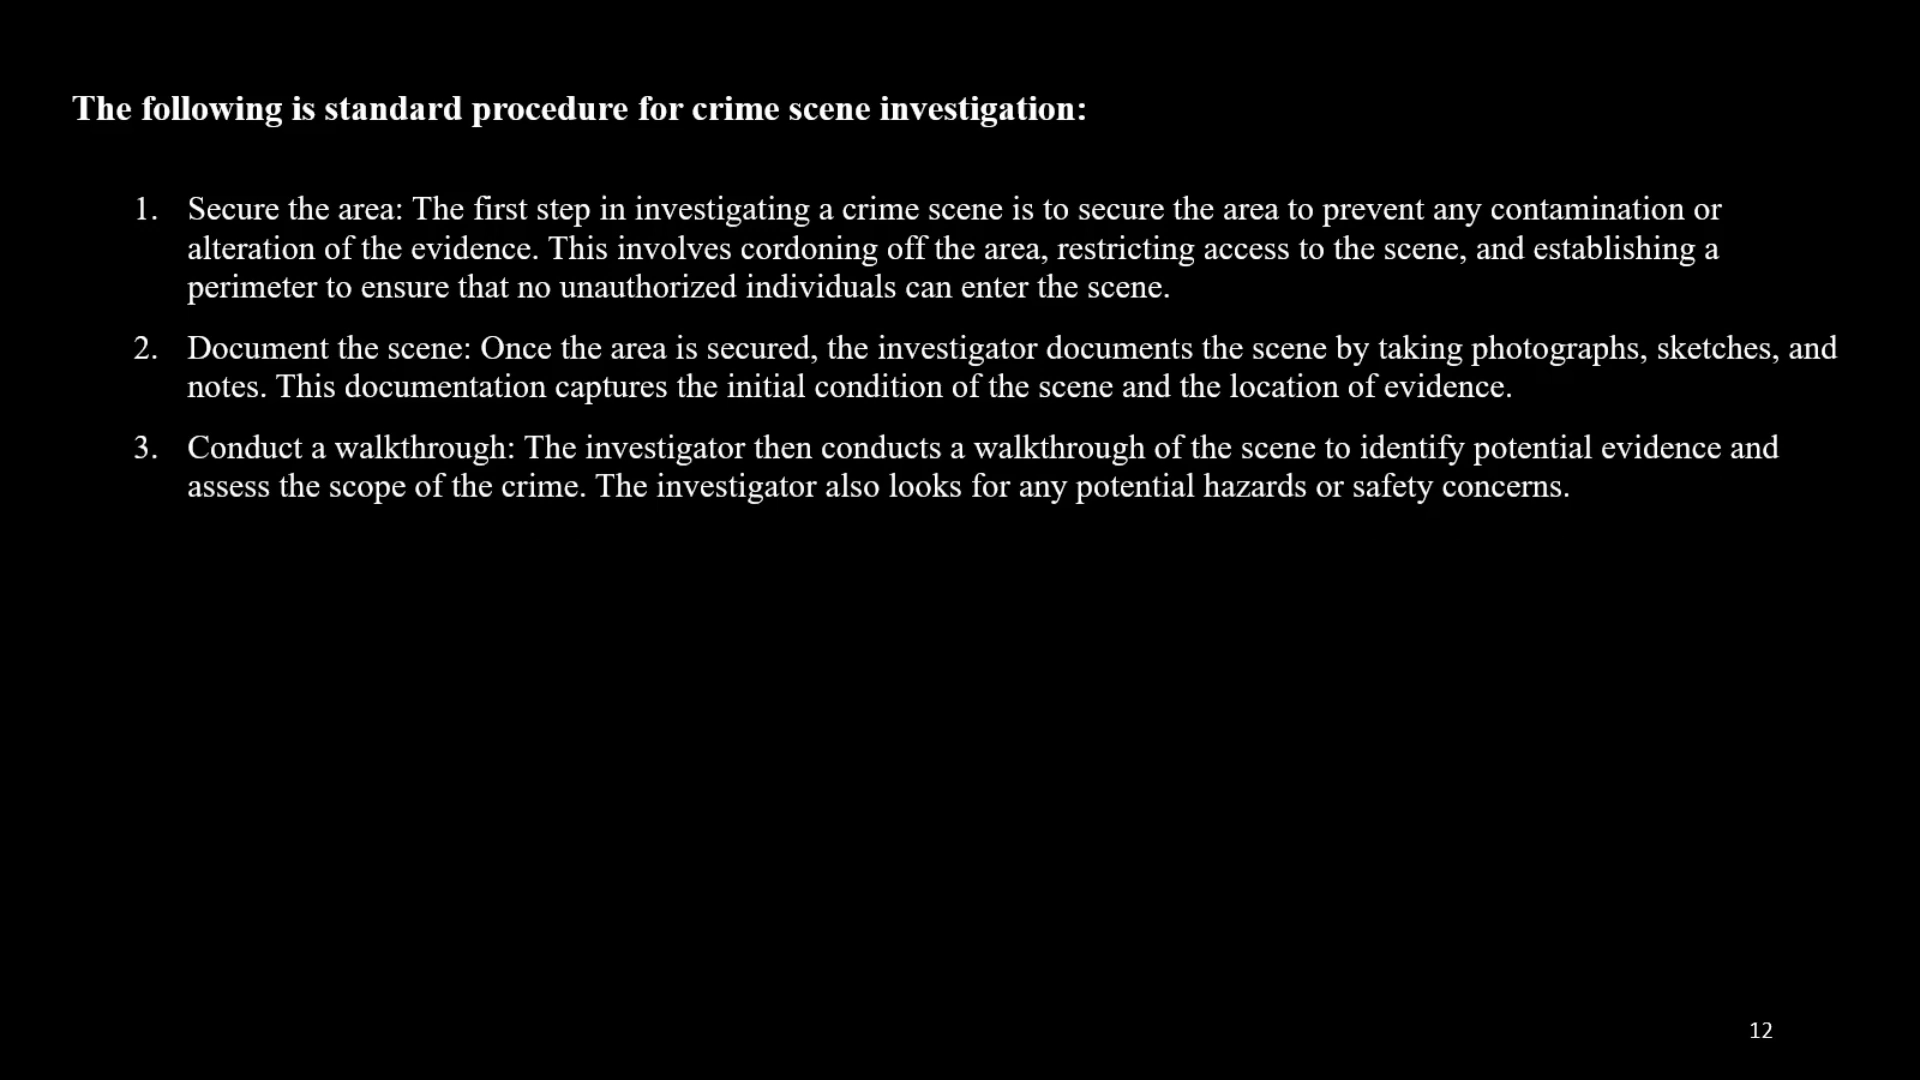 The following is standard procedure for crime scene investigation:
1. Secure the area: The first step in investigating a crime scene is to secure the area to prevent any contamination or
alteration of the evidence. This involves cordoning off the area, restricting access to the scene, and establishing a
perimeter to ensure that no unauthorized individuals can enter the scene.
2. Document the scene: Once the area is secured, the investigator documents the scene by taking photographs, sketches, and
notes. This documentation captures the initial condition of the scene and the location of evidence.
3. Conduct a walkthrough: The investigator then conducts a walkthrough of the scene to identify potential evidence and
assess the scope of the crime. The investigator also looks for any potential hazards or safety concerns.
12